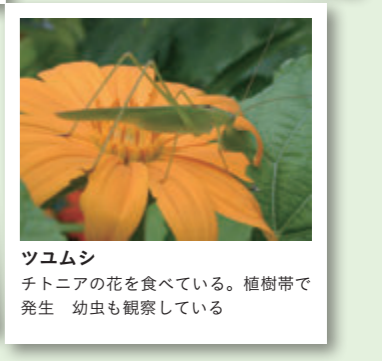 ツユムシ
チトニアの花を食べている。植樹帯で
発生　幼虫も観察している